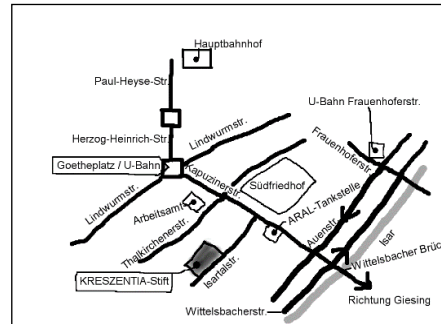 Hauptbahnhof
Paul-Heyse-Str.
U-Bahn Frauenhoferstr.
Herzog-Heinrich-Str.
Lindwurmstr.
Frauenhoferstr.
Goetheplatz / U-Bahn
Kapuzinerstr.
Südfriedhof
Lindwurmstr.
Arbeitsamt
ARAL-Tankstelle
Thalkirchenerstr.
Auenstr.
Isar
Isartalstr.
Wittelsbacher Brüc
KRESZENTIA-Stift
Wittelsbacherstr.
Richtung Giesing